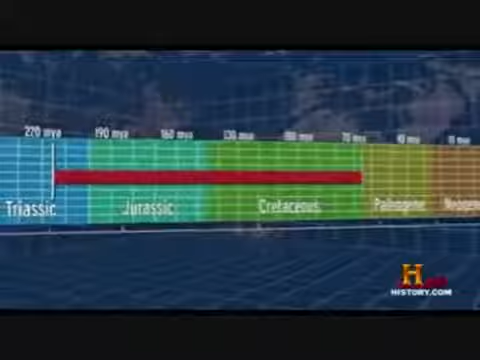 220 mya 190 mya 160 mya 130 mya 100 mya 70 mya 40 mya
Triassic Jurassic Cretaceous Paleogene
H
HISTORY.COM